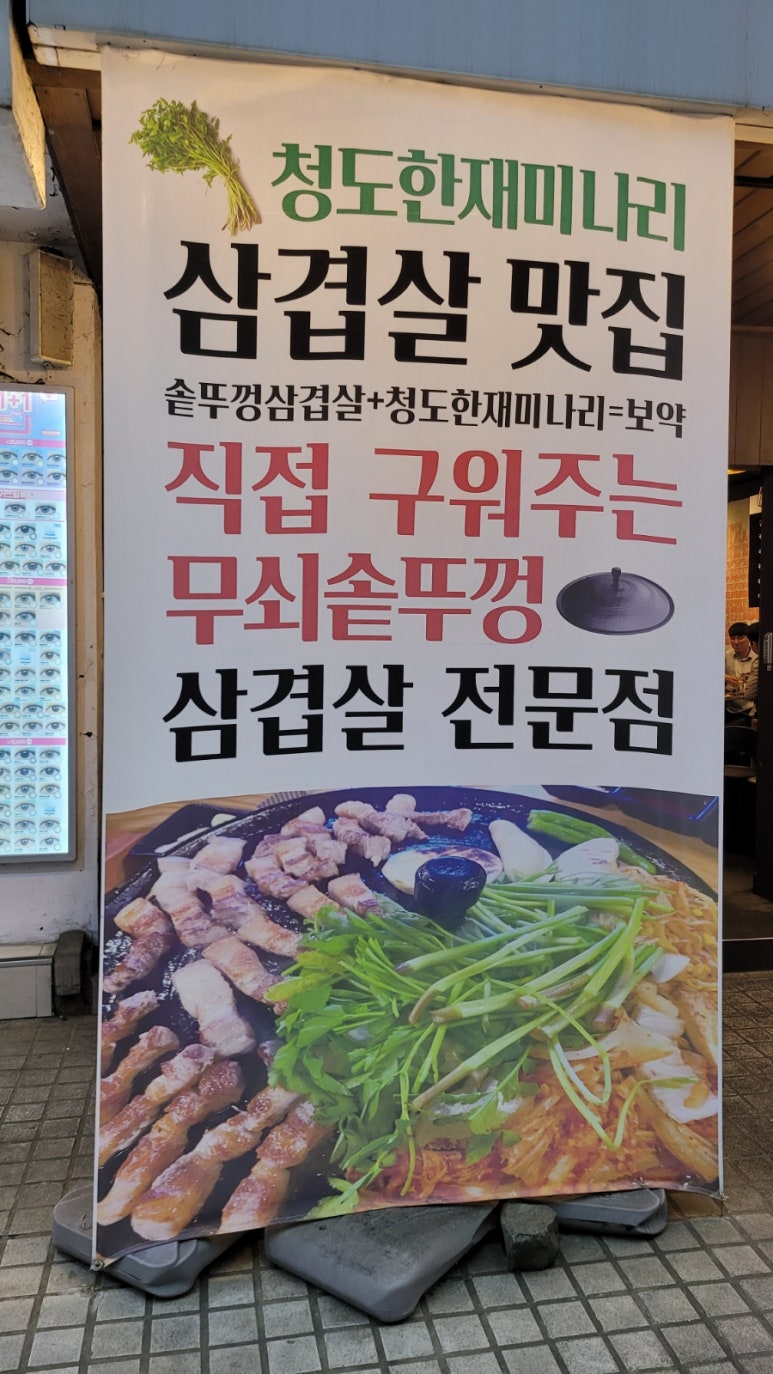 청도한재미나리
삼겹살 맛집
솥뚜껑삼겹살+청도한재미나리=보약
직접 구워주는
무쇠솥뚜껑
삼겹살 전문점
1+1